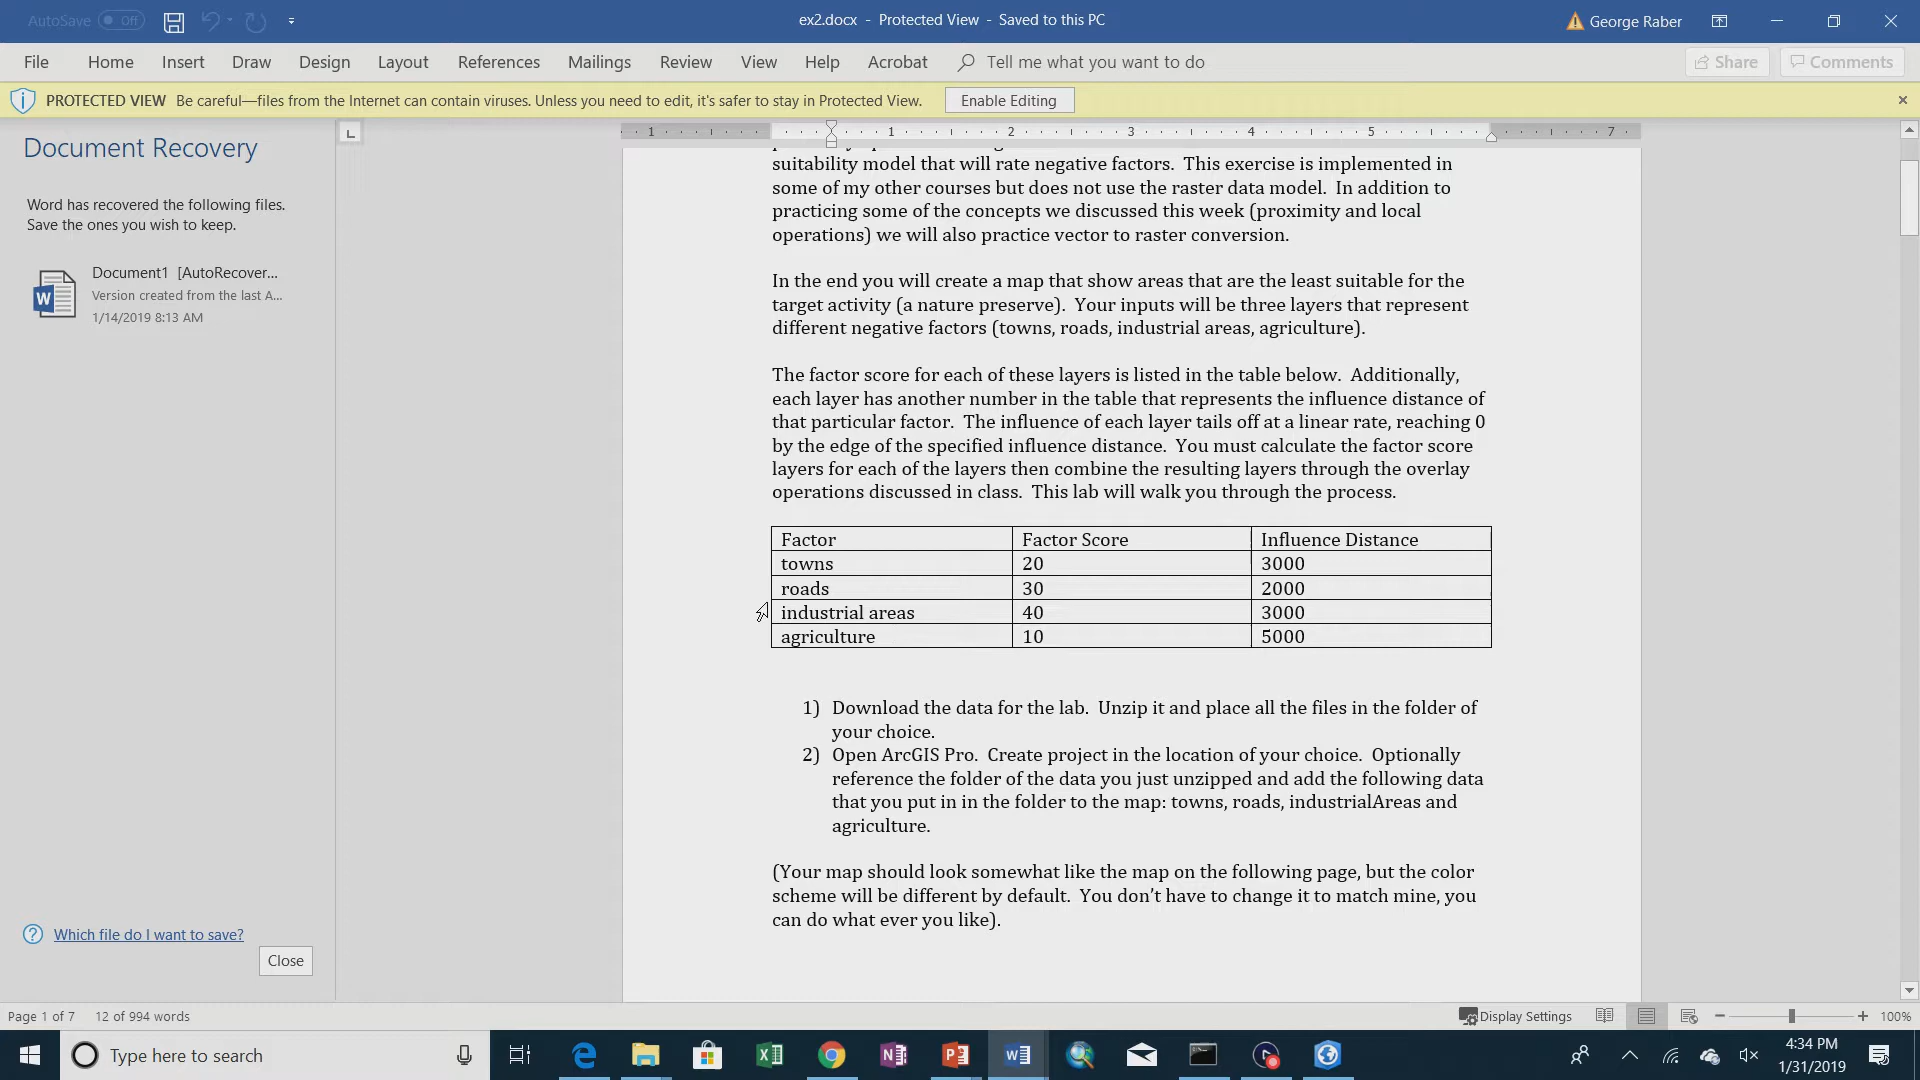 AutoSave Off
ex2.docx - Protected View - Saved to this PC
George Raber
File Home Insert Draw Design Layout References Mailings Review View Help Acrobat Tell me what you want to do
Share Comments
PROTECTED VIEW Be careful—files from the Internet can contain viruses. Unless you need to edit, it's safer to stay in Protected View. Enable Editing
1 1 2 3 4 5 7
Document Recovery
Word has recovered the following files.
Save the ones you wish to keep.
Document1 [AutoRecover...
Version created from the last A...
1/14/2019 8:13 AM
Which file do I want to save?
Close
suitability model that will rate negative factors. This exercise is implemented in
some of my other courses but does not use the raster data model. In addition to
practicing some of the concepts we discussed this week (proximity and local
operations) we will also practice vector to raster conversion.
In the end you will create a map that show areas that are the least suitable for the
target activity (a nature preserve). Your inputs will be three layers that represent
different negative factors (towns, roads, industrial areas, agriculture).
The factor score for each of these layers is listed in the table below. Additionally,
each layer has another number in the table that represents the influence distance of
that particular factor. The influence of each layer tails off at a linear rate, reaching 0
by the edge of the specified influence distance. You must calculate the factor score
layers for each of the layers then combine the resulting layers through the overlay
operations discussed in class. This lab will walk you through the process.
Factor Factor Score Influence Distance
towns 20 3000
roads 30 2000
industrial areas 40 3000
agriculture 10 5000
1) Download the data for the lab. Unzip it and place all the files in the folder of
your choice.
2) Open ArcGIS Pro. Create project in the location of your choice. Optionally
reference the folder of the data you just unzipped and add the following data
that you put in in the folder to the map: towns, roads, industrialAreas and
agriculture.
(Your map should look somewhat like the map on the following page, but the color
scheme will be different by default. You don't have to change it to match mine, you
can do what ever you like).
Page 1 of 7 12 of 994 words
Display Settings
100%
Type here to search
4:34 PM
1/31/2019